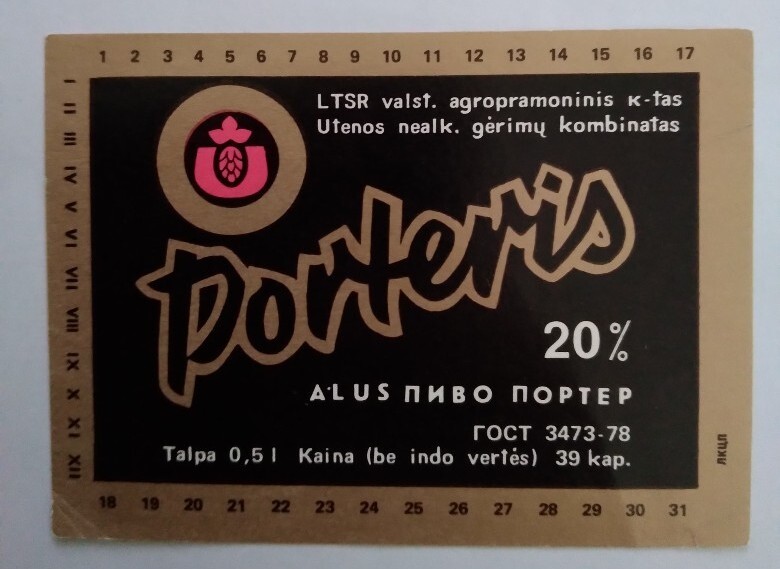 1 2 3 4 5 6 7 8 9 10 11 12 13 14 15 16 17
I II III IV V VI VII VIII IX X XI XII
LTSR valst. agropramoninis к-tas
Utenos nealk. gėrimų kombinatas
Porteris
20%
ALUS ПИВО ПОРТЕР
ГОСТ 3473-78
Talpa 0,5 l Kaina (be indo vertės) 39 kap.
ЛКЦП
18 19 20 21 22 23 24 25 26 27 28 29 30 31